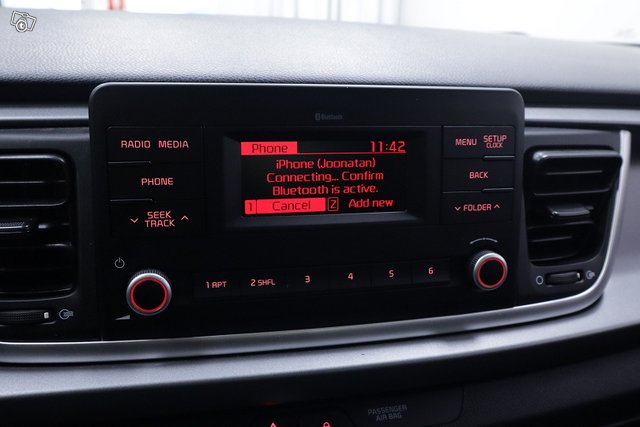 Bluetooth
RADIO MEDIA
PHONE
SEEK
TRACK
Phone 11:42
iPhone (Joonatan)
Connecting... Confirm
Bluetooth is active.
1 Cancel 2 Add new
MENU SETUP
CLOCK
BACK
FOLDER
1 RPT 2 SHFL 3 4 5 6
PASSENGER
AIR BAG